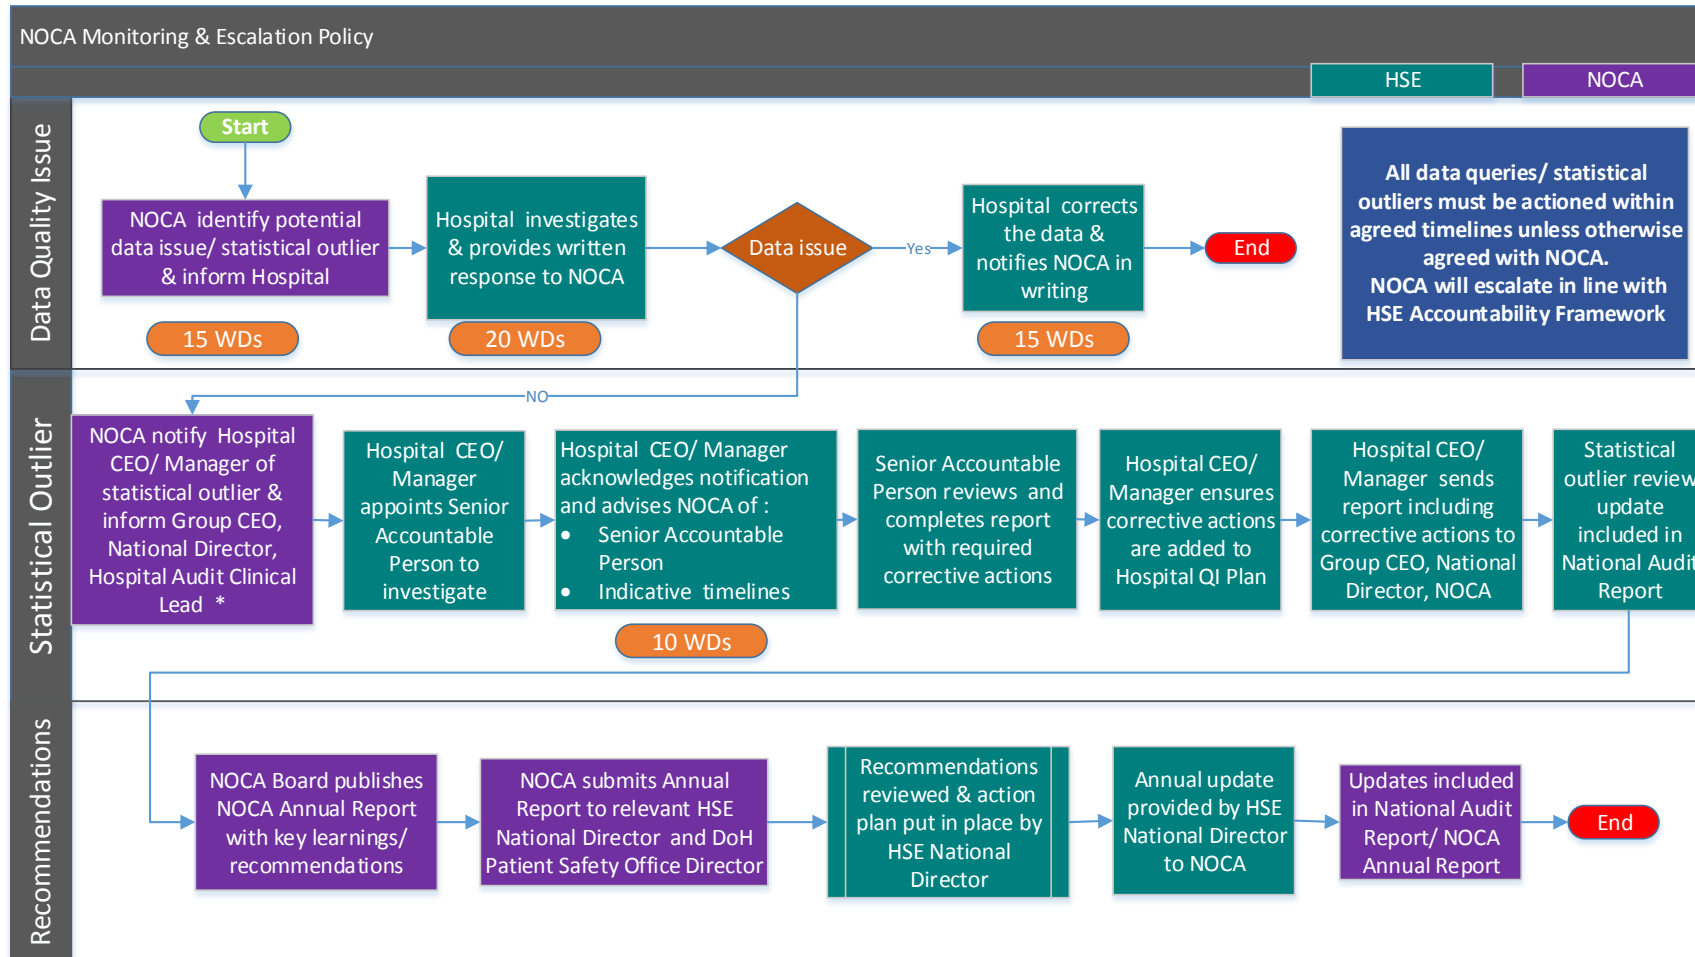 NOCA Monitoring & Escalation Policy
HSE
NOCA
Data Quality Issue
Start
NOCA identify potential
data issue/ statistical outlier
& inform Hospital
15 WDs
Hospital investigates
& provides written
response to NOCA
20 WDs
Data issue
Yes
Hospital corrects
the data &
notifies NOCA in
writing
15 WDs
End
All data queries/ statistical
outliers must be actioned within
agreed timelines unless otherwise
agreed with NOCA.
NOCA will escalate in line with
HSE Accountability Framework
NO
Statistical Outlier
NOCA notify Hospital
CEO/ Manager of
statistical outlier &
inform Group CEO,
National Director,
Hospital Audit Clinical
Lead *
Hospital CEO/
Manager
appoints Senior
Accountable
Person to
investigate
Hospital CEO/ Manager
acknowledges notification
and advises NOCA of :
• Senior Accountable
Person
• Indicative timelines
10 WDs
Senior Accountable
Person reviews and
completes report
with required
corrective actions
Hospital CEO/
Manager ensures
corrective actions
are added to
Hospital QI Plan
Hospital CEO/
Manager sends
report including
corrective actions to
Group CEO, National
Director, NOCA
Statistical
outlier review
update
included in
National Audit
Report
Recommendations
NOCA Board publishes
NOCA Annual Report
with key learnings/
recommendations
NOCA submits Annual
Report to relevant HSE
National Director and DoH
Patient Safety Office Director
Recommendations
reviewed & action
plan put in place by
HSE National
Director
Annual update
provided by HSE
National Director
to NOCA
Updates included
in National Audit
Report/ NOCA
Annual Report
End